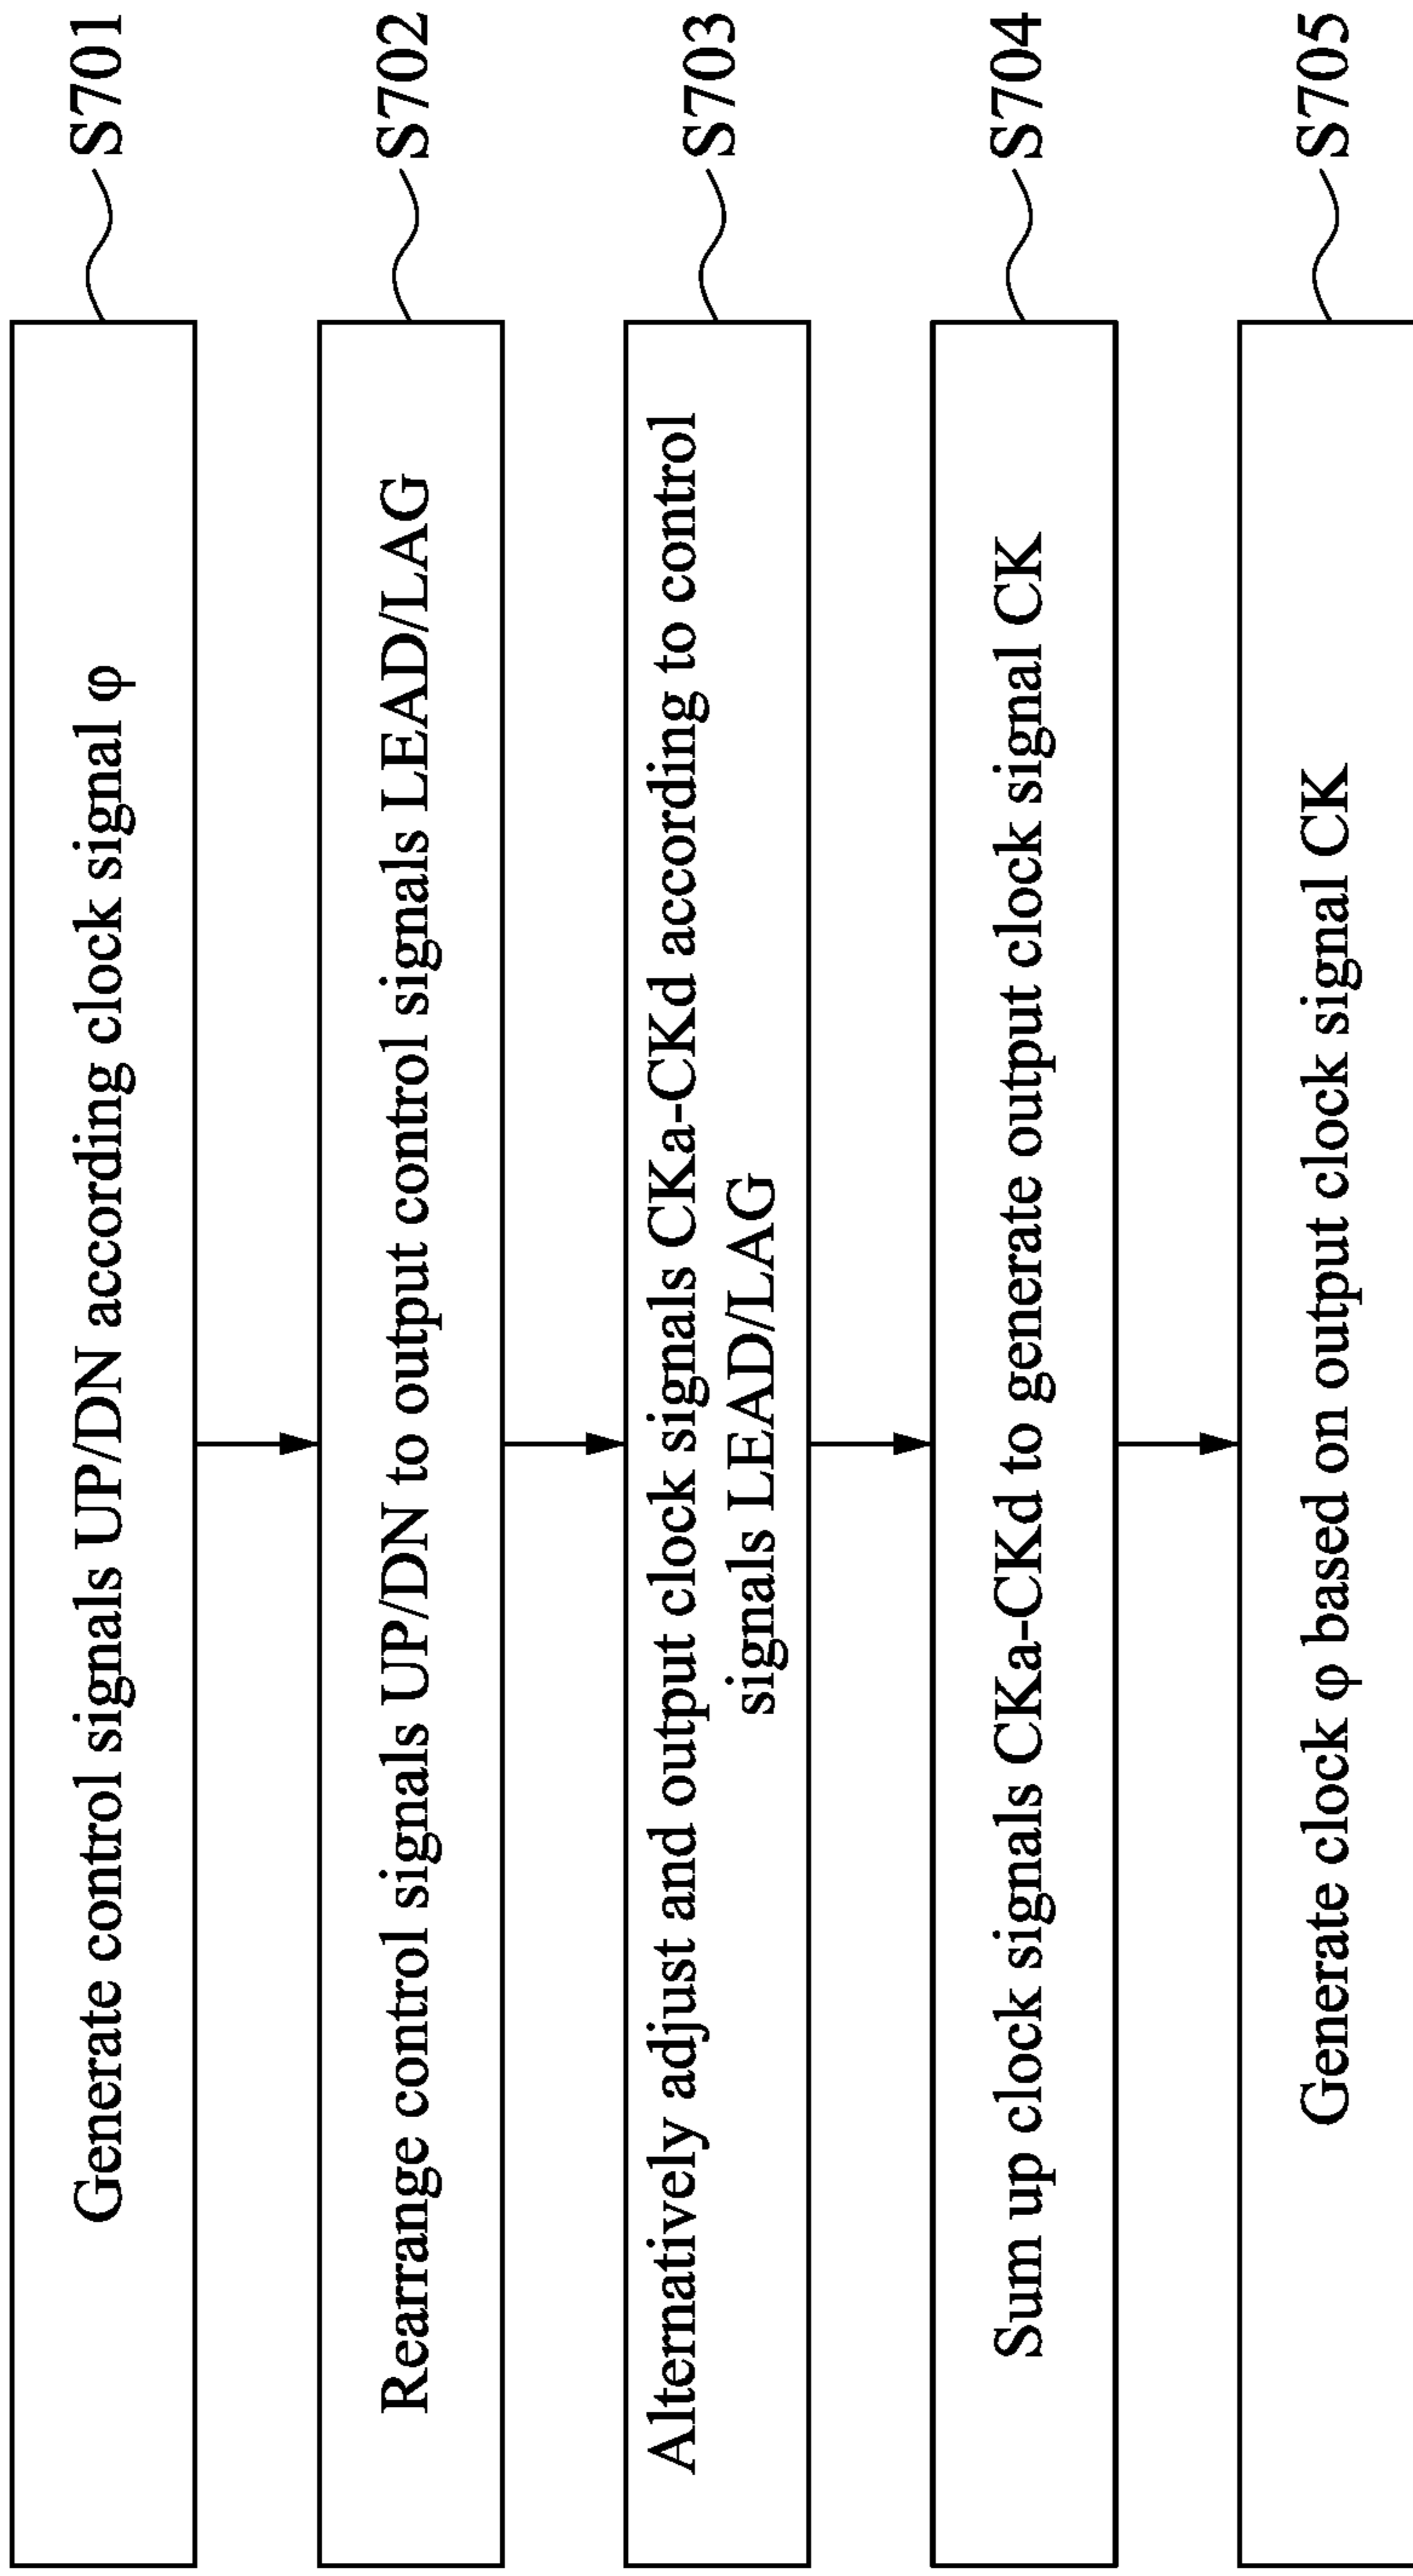 Generate control signals UP/DN according clock signal φ
S701
Rearrange control signals UP/DN to output control signals LEAD/LAG
S702
Alternatively adjust and output clock signals CKa-CKd according to control
signals LEAD/LAG
S703
Sum up clock signals CKa-CKd to generate output clock signal CK
S704
Generate clock φ based on output clock signal CK
S705